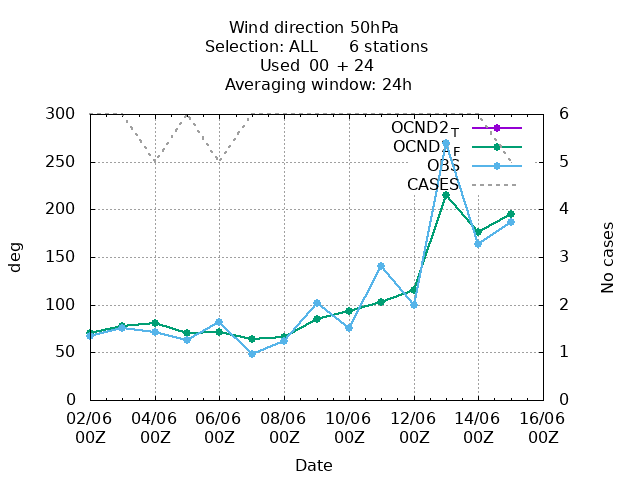 Wind direction 50hPa
Selection: ALL 6 stations
Used 00 + 24
Averaging window: 24h
300 6
OCND2 T
OCND2 F
250 5
OBS
CASES
200 4
150 3
100 2
50 1
0 0
deg
No cases
02/06 04/06 06/06 08/06 10/06 12/06 14/06 16/06
00Z 00Z 00Z 00Z 00Z 00Z 00Z 00Z
Date